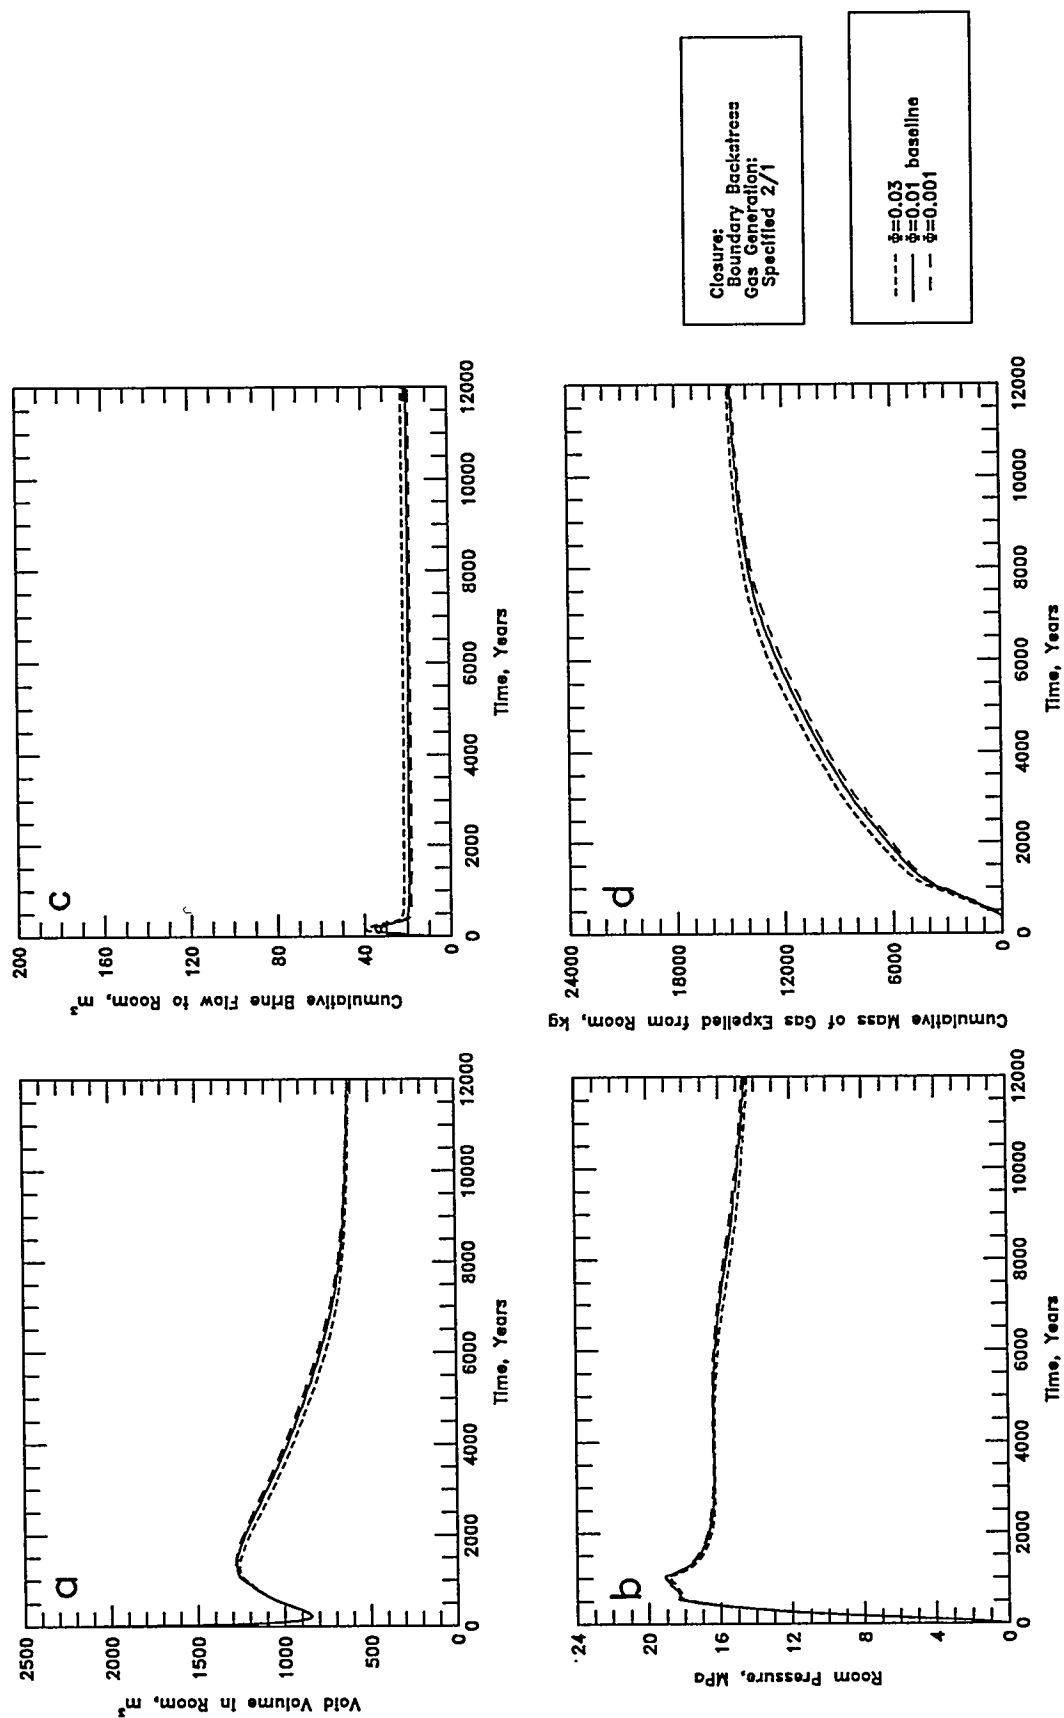 a
2500
2000
1500
1000
500
0
Void Volume in Room, m³
0
2000
4000
6000
8000
10000
12000
Time, Years
c
200
160
120
80
40
0
Cumulative Brine Flow to Room, m³
0
2000
4000
6000
8000
10000
12000
Time, Years
b
24
20
16
12
8
4
0
Room Pressure, MPa
0
2000
4000
6000
8000
10000
12000
Time, Years
d
24000
18000
12000
6000
0
Cumulative Mass of Gas Expelled from Room, kg
0
2000
4000
6000
8000
10000
12000
Time, Years
Closure:
Boundary Backstress
Gas Generation:
Specified 2/1
Φ=0.03
Φ=0.01 baseline
Φ=0.001